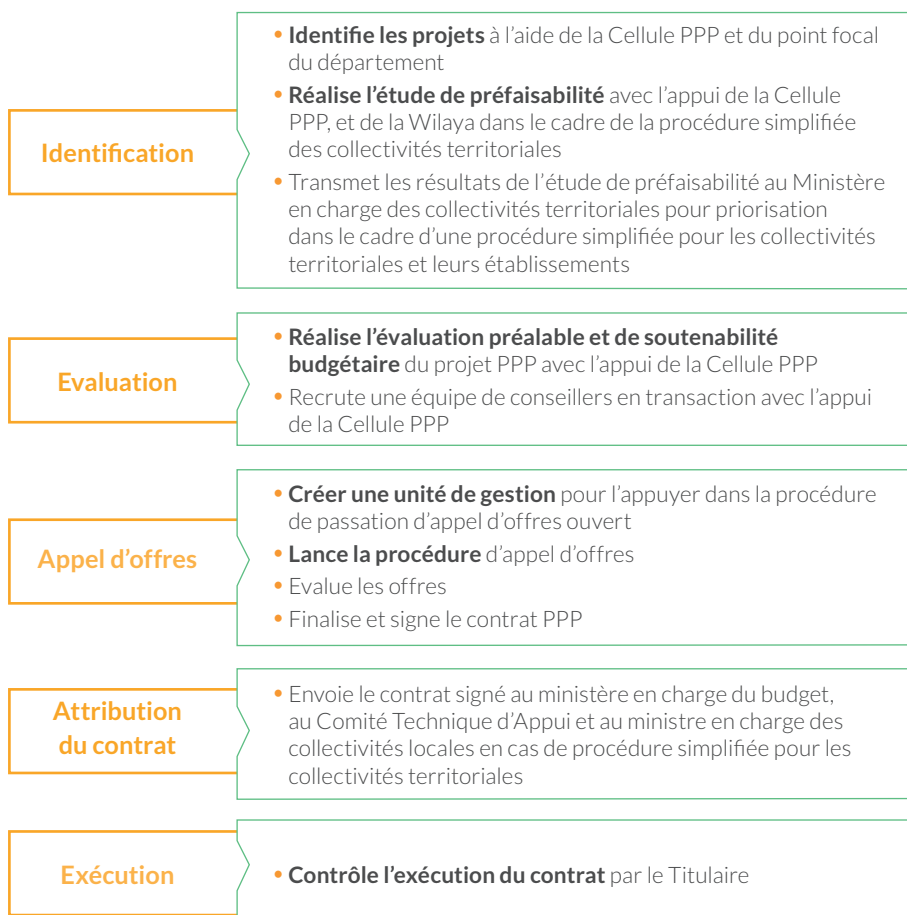 Identification
• Identifie les projets à l’aide de la Cellule PPP et du point focal
du département
• Réalise l’étude de préfaisabilité avec l’appui de la Cellule
PPP, et de la Wilaya dans le cadre de la procédure simplifiée
des collectivités territoriales
• Transmet les résultats de l’étude de préfaisabilité au Ministère
en charge des collectivités territoriales pour priorisation
dans le cadre d’une procédure simplifiée pour les collectivités
territoriales et leurs établissements
Evaluation
• Réalise l’évaluation préalable et de soutenabilité
budgétaire du projet PPP avec l’appui de la Cellule PPP
• Recrute une équipe de conseillers en transaction avec l’appui
de la Cellule PPP
Appel d’offres
• Créer une unité de gestion pour l’appuyer dans la procédure
de passation d’appel d’offres ouvert
• Lance la procédure d’appel d’offres
• Evalue les offres
• Finalise et signe le contrat PPP
Attribution
du contrat
• Envoie le contrat signé au ministère en charge du budget,
au Comité Technique d’Appui et au ministre en charge des
collectivités locales en cas de procédure simplifiée pour les
collectivités territoriales
Exécution
• Contrôle l’exécution du contrat par le Titulaire